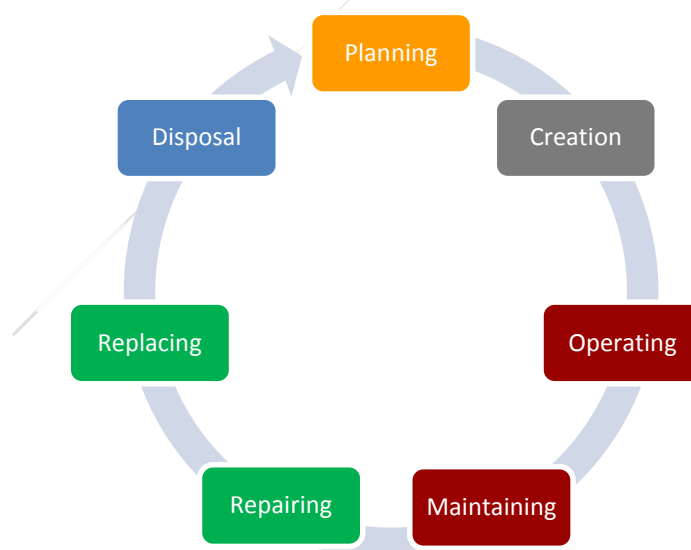 Planning
Creation
Operating
Maintaining
Repairing
Replacing
Disposal